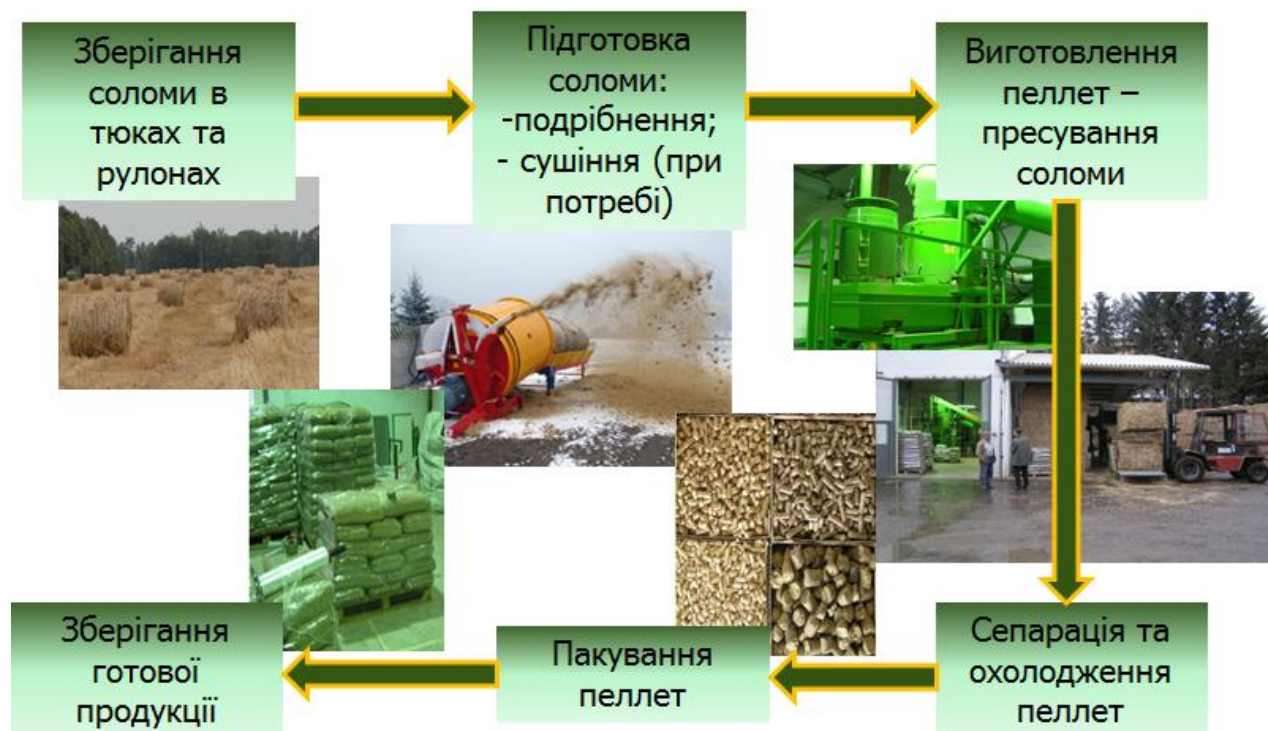 Зберігання
соломи в
тюках та
рулонах
Підготовка
соломи:
-подрібнення;
- сушіння (при
потребі)
Виготовлення
пеллет –
пресування
соломи
Сепарація та
охолодження
пеллет
Пакування
пеллет
Зберігання
готової
продукції